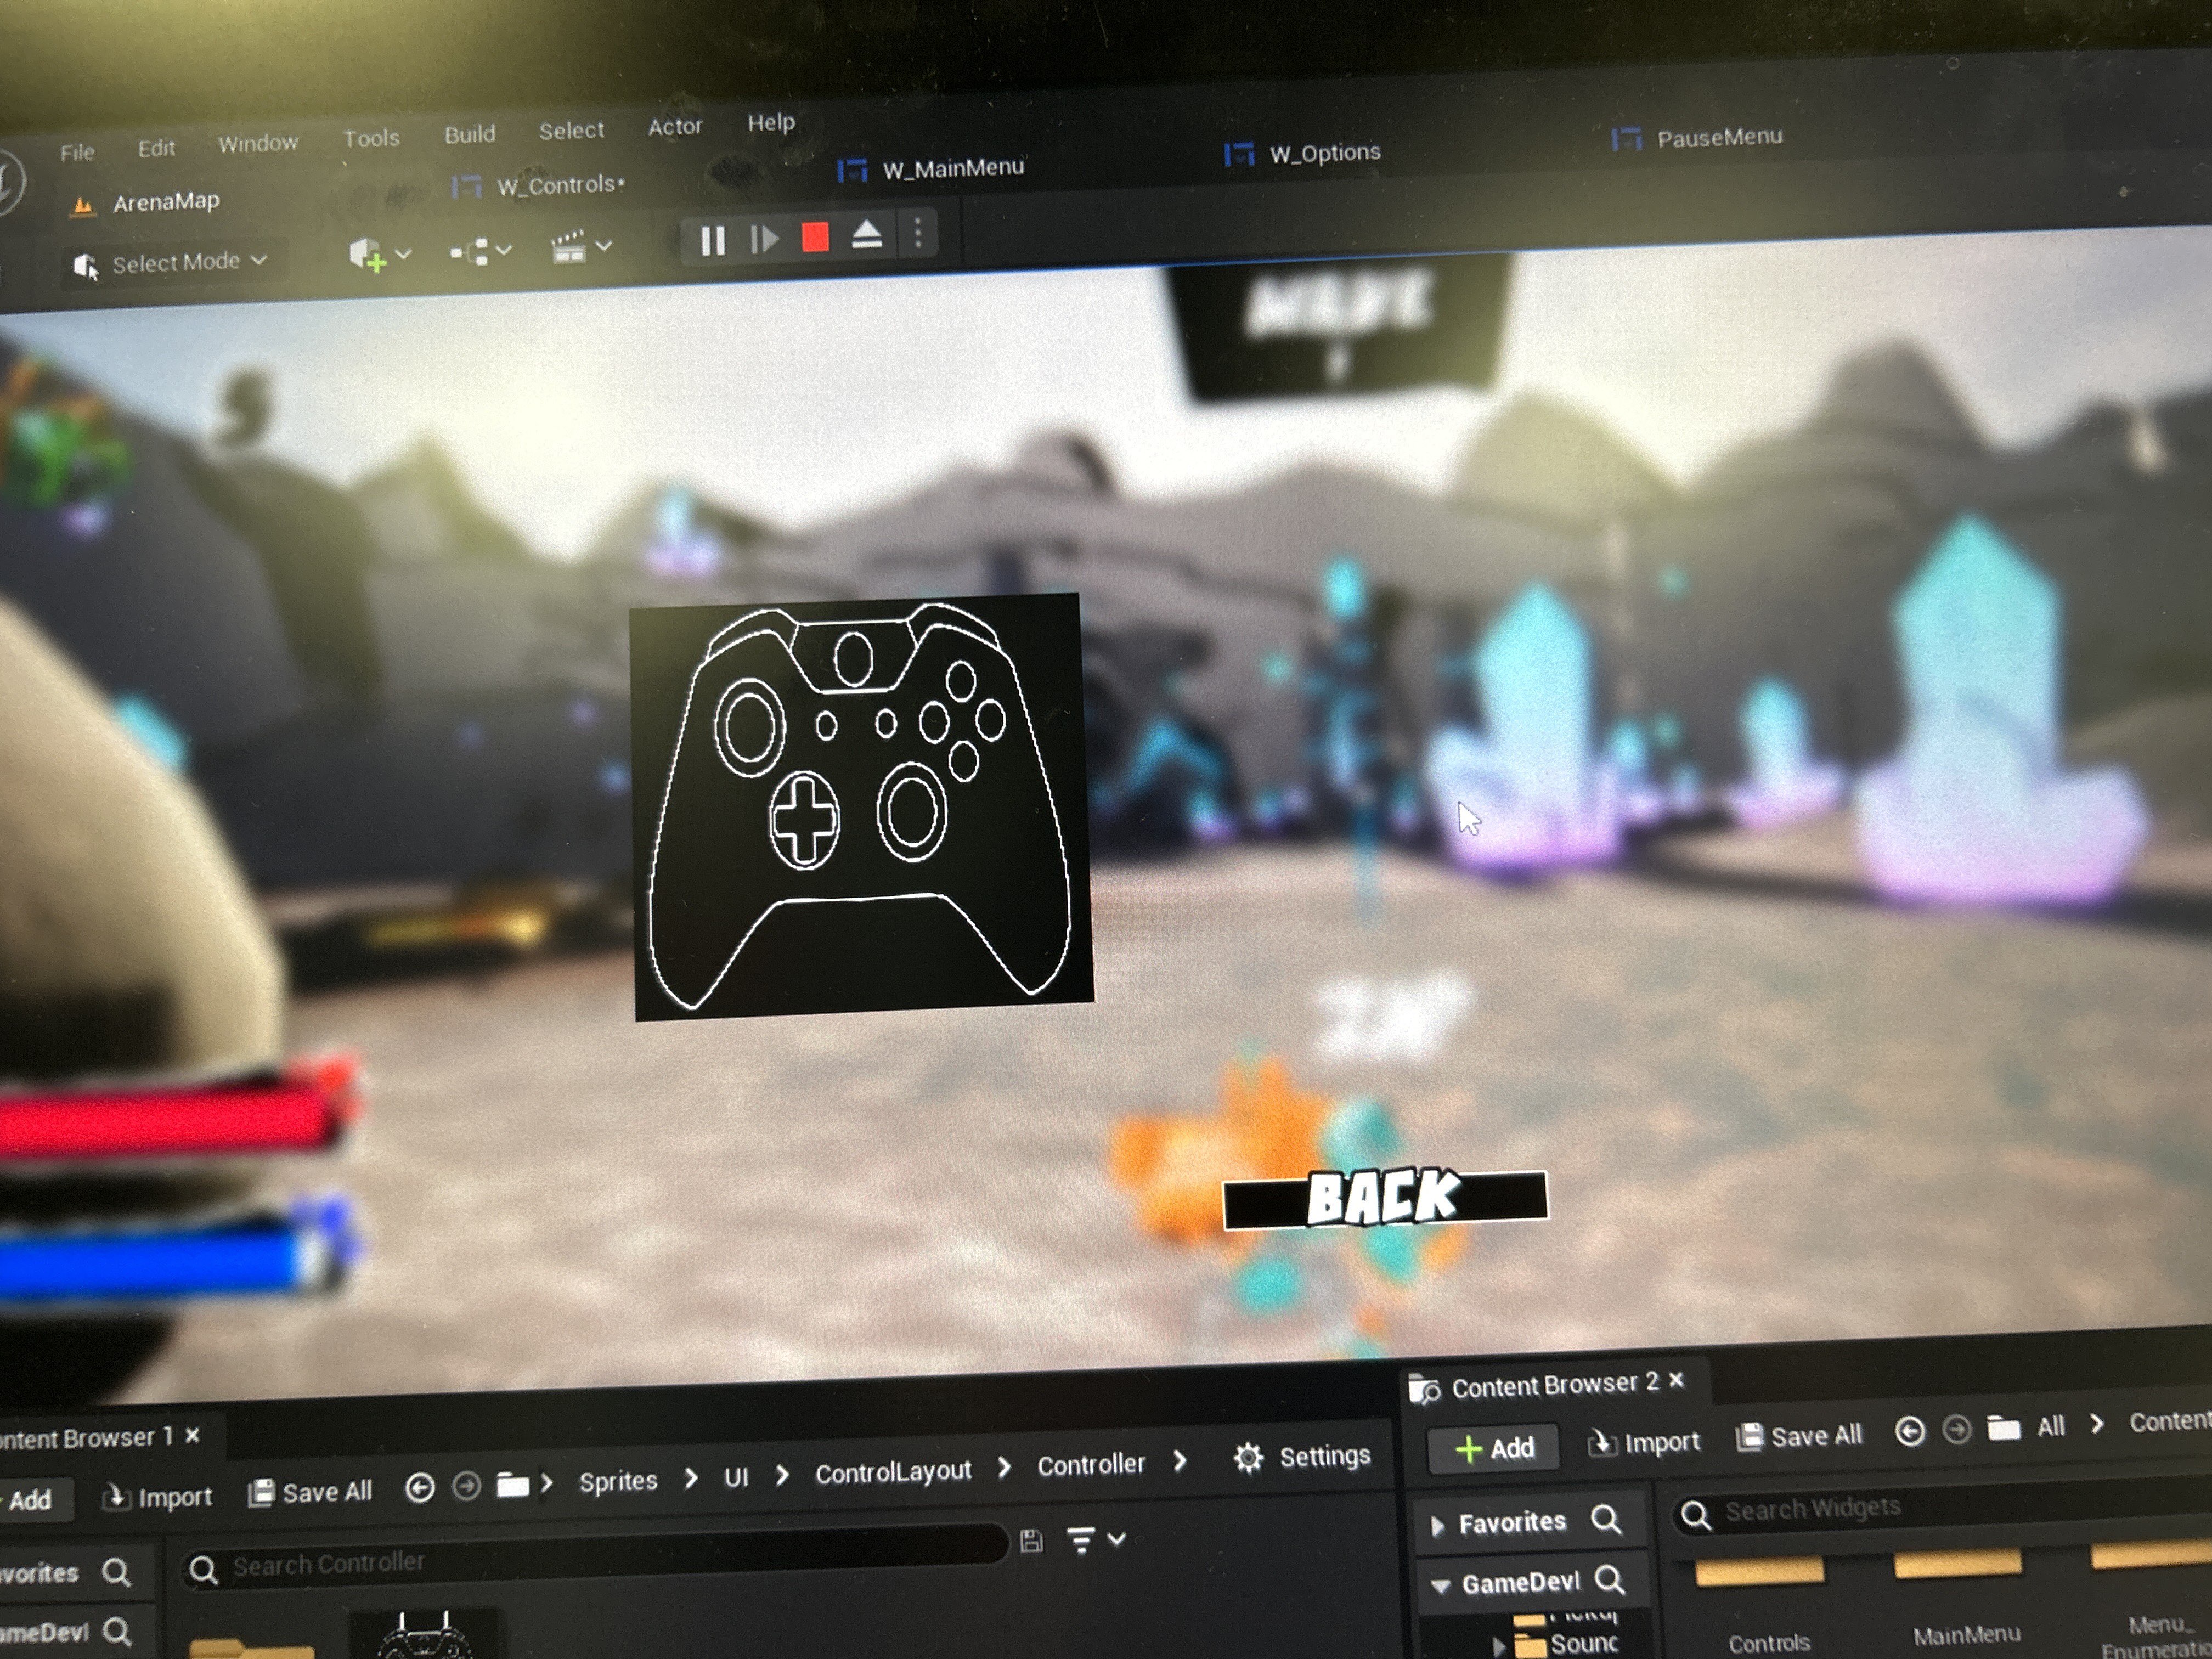 File Edit Window Tools Build Select Actor Help
ArenaMap W_Controls* W_MainMenu W_Options PauseMenu
Select Mode
BACK
Content Browser 2
ntent Browser 1
Add Import Save All All Content
Add Import Save All Sprites UI ControlLayout Controller Settings
Favorites Search Widgets
vorites Search Controller
GameDevl
ameDevl
Sounc
Controls MainMenu Menu_
Enumeratio